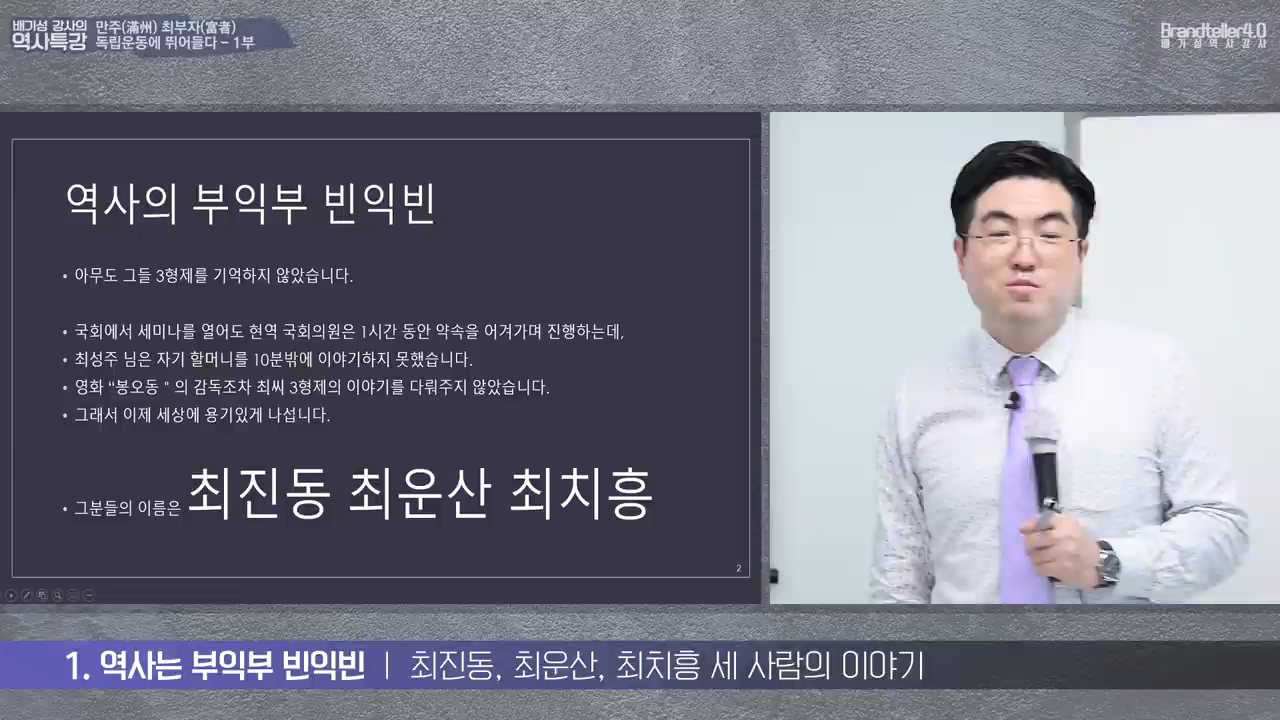 배기성 강사의
역사특강
만주(滿州) 최부자(富者)
독립운동에 뛰어들다 - 1부
Brandteller4.0
배기성역사강사
역사의 부익부 빈익빈
• 아무도 그들 3형제를 기억하지 않았습니다.
• 국회에서 세미나를 열어도 현역 국회의원은 1시간 동안 약속을 어겨가며 진행하는데,
• 최성주 님은 자기 할머니를 10분밖에 이야기하지 못했습니다.
• 영화 "봉오동 " 의 감독조차 최씨 3형제의 이야기를 다뤄주지 않았습니다.
• 그래서 이제 세상에 용기있게 나섭니다.
• 그분들의 이름은 최진동 최운산 최치흥
2
1. 역사는 부익부 빈익빈 | 최진동, 최운산, 최치흥 세 사람의 이야기